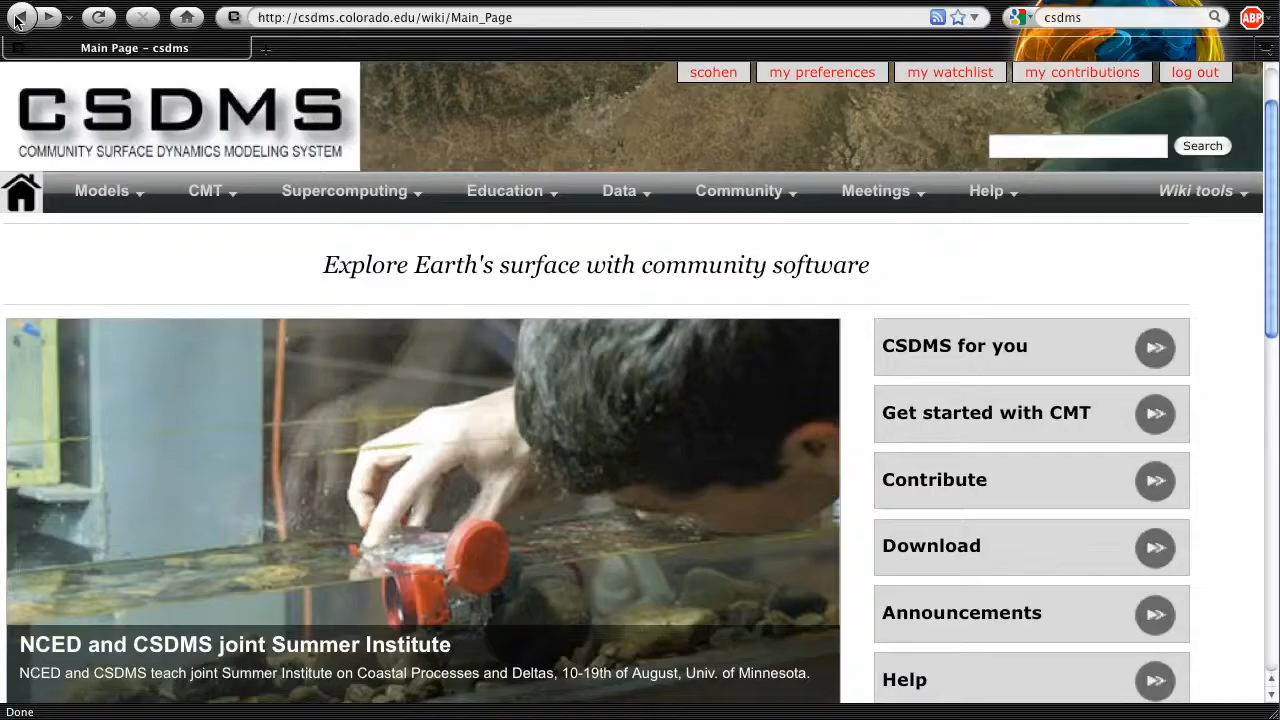 http://csdms.colorado.edu/wiki/Main_Page
csdms
ABP
Main Page – csdms
scohen
my preferences
my watchlist
my contributions
log out
CSDMS
COMMUNITY SURFACE DYNAMICS MODELING SYSTEM
Search
Models
CMT
Supercomputing
Education
Data
Community
Meetings
Help
Wiki tools
Explore Earth's surface with community software
CSDMS for you
Get started with CMT
Contribute
Download
Announcements
Help
NCED and CSDMS joint Summer Institute
NCED and CSDMS teach joint Summer Institute on Coastal Processes and Deltas, 10-19th of August, Univ. of Minnesota.
Done